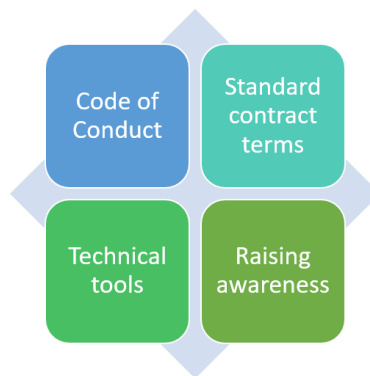 Code of
Conduct
Standard
contract
terms
Technical
tools
Raising
awareness